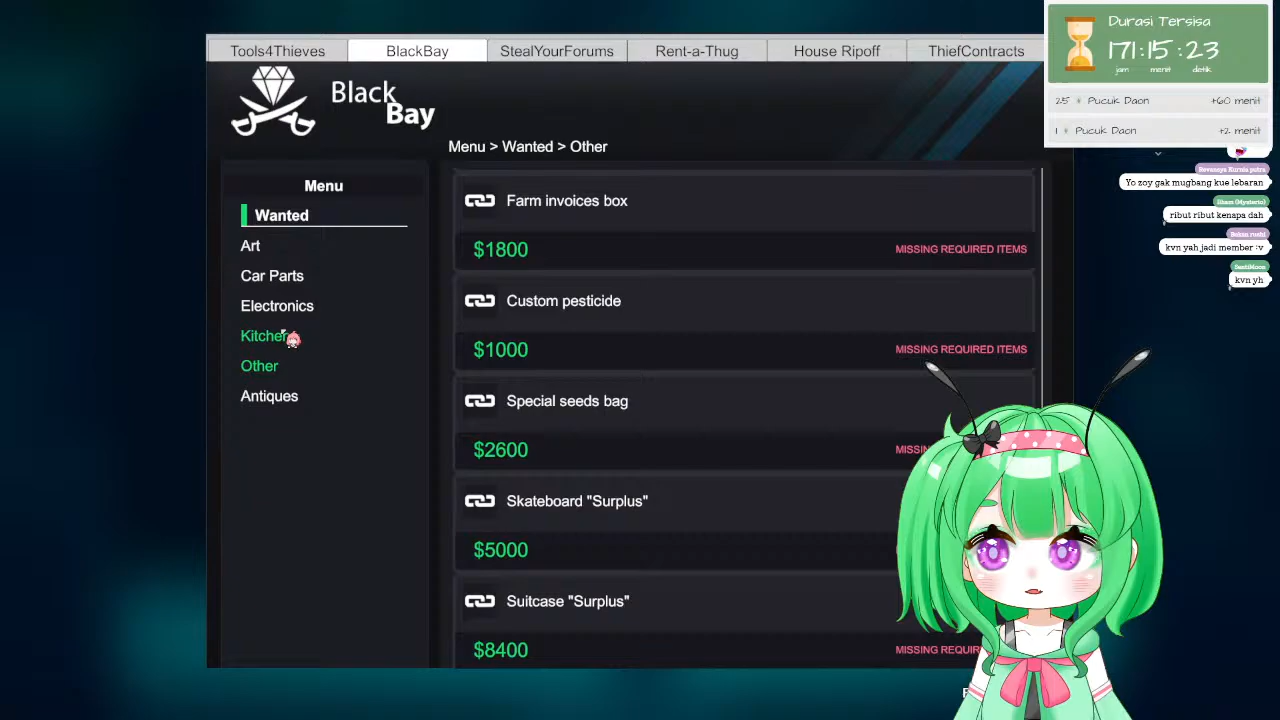 Tools4Thieves
BlackBay
StealYourForums
Rent-a-Thug
House Ripoff
ThiefContracts
Durasi Tersisa
171:15:23
jam menit detik
25 Pucuk Daon +60 menit
1 Pucuk Daon +2 menit
Black
Bay
Menu > Wanted > Other
Menu
Wanted
Art
Car Parts
Electronics
Kitchen
Other
Antiques
Farm invoices box
$1800 MISSING REQUIRED ITEMS
Custom pesticide
$1000 MISSING REQUIRED ITEMS
Special seeds bag
$2600
Skateboard "Surplus"
$5000
Suitcase "Surplus"
$8400
Yo zoy gak mugbang kue lebaran
ribut ribut kenapa dah
kvn yah jadi member :v
kvn yh